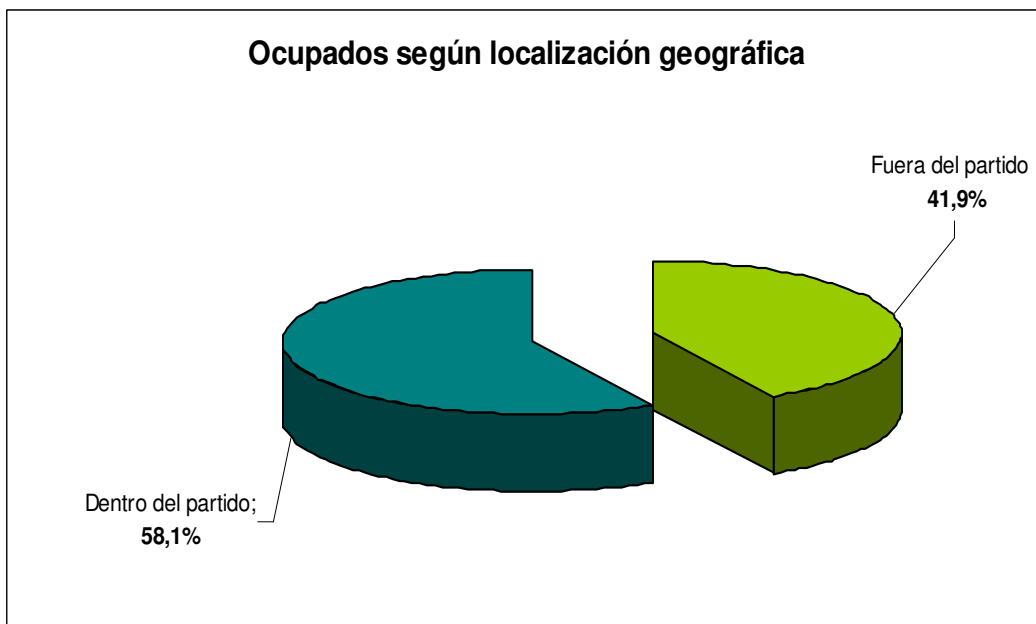 Ocupados según localización geográfica
Fuera del partido
41,9%
Dentro del partido;
58,1%